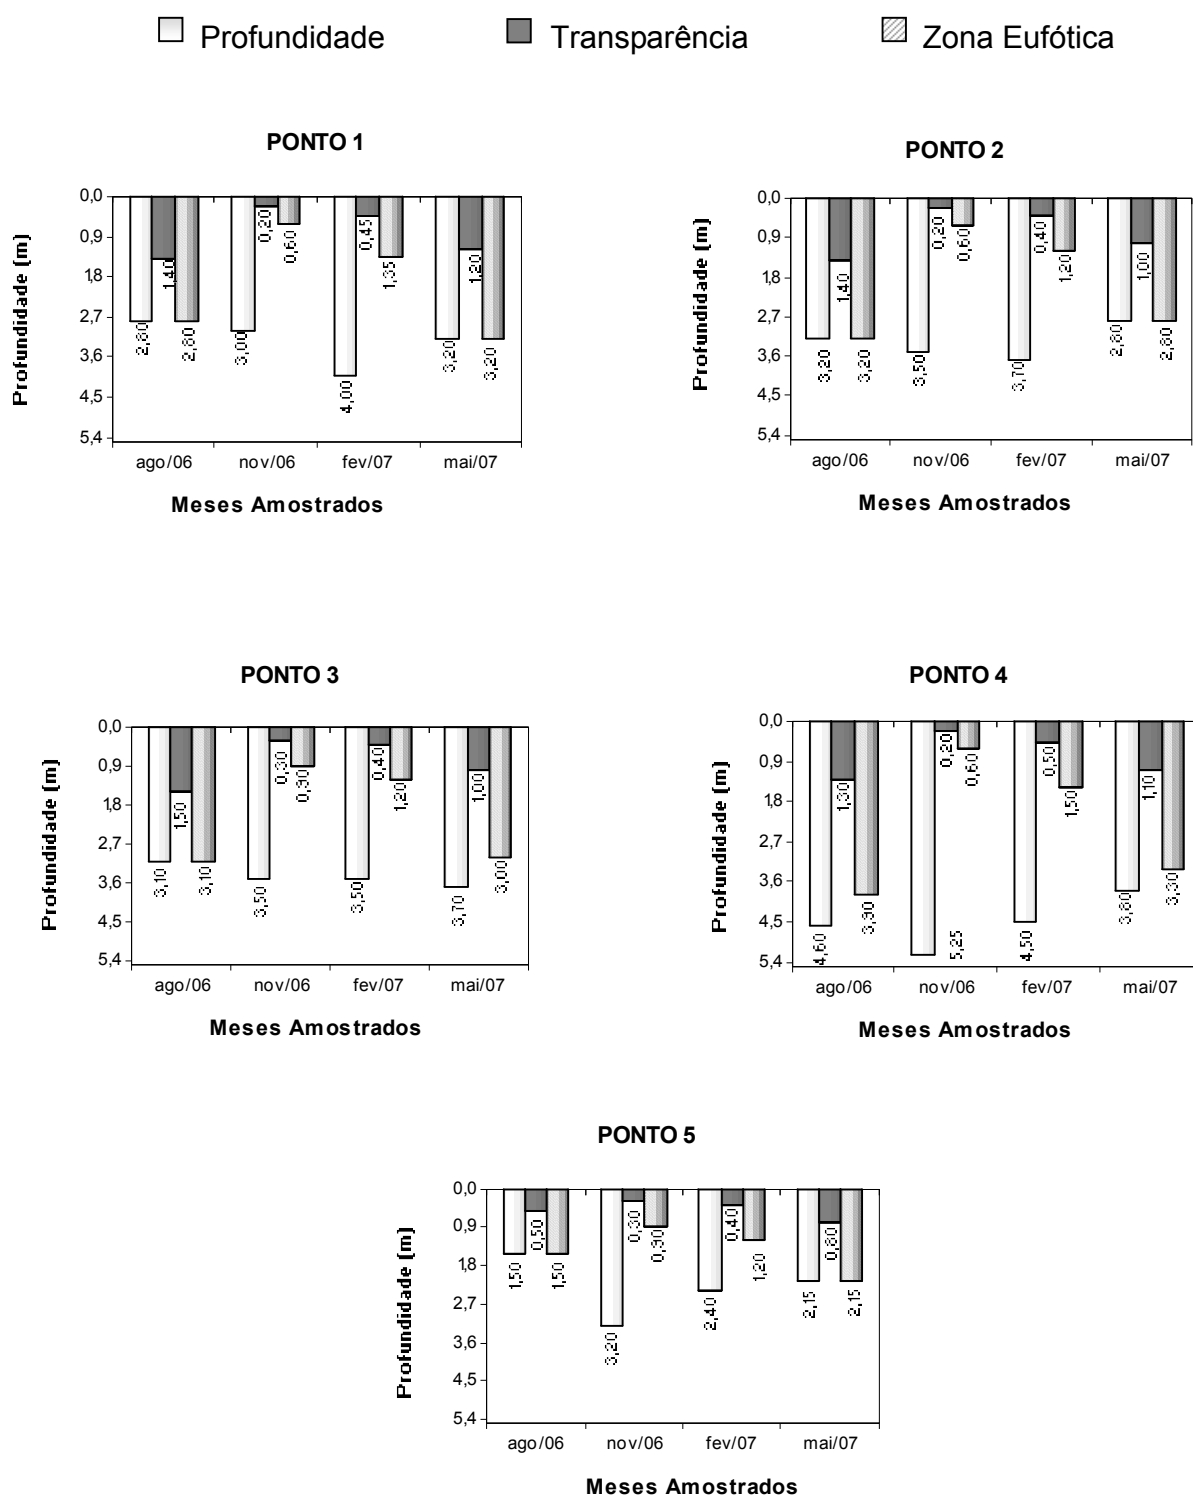 Profundidade Transparência Zona Eufótica
PONTO 1
Profundidade (m)
0,0
0,9
1,8
2,7
3,6
4,5
5,4
2,80 1,40 2,80 3,00 0,20 0,60 4,00 0,45 1,35 3,20 1,20 3,20
ago/06 nov/06 fev/07 mai/07
Meses Amostrados
PONTO 2
Profundidade (m)
0,0
0,9
1,8
2,7
3,6
4,5
5,4
3,20 1,40 3,20 3,50 0,20 0,60 3,70 0,40 1,20 2,80 1,00 2,80
ago/06 nov/06 fev/07 mai/07
Meses Amostrados
PONTO 3
Profundidade (m)
0,0
0,9
1,8
2,7
3,6
4,5
5,4
3,10 1,50 3,10 3,50 0,30 0,90 3,50 0,40 1,20 3,70 1,00 3,00
ago/06 nov/06 fev/07 mai/07
Meses Amostrados
PONTO 4
Profundidade (m)
0,0
0,9
1,8
2,7
3,6
4,5
5,4
4,60 1,30 3,90 5,25 0,20 0,60 4,50 0,50 1,50 3,80 1,10 3,30
ago/06 nov/06 fev/07 mai/07
Meses Amostrados
PONTO 5
Profundidade (m)
0,0
0,9
1,8
2,7
3,6
4,5
5,4
1,50 0,50 1,50 3,20 0,30 0,90 2,40 0,40 1,20 2,15 0,80 2,15
ago/06 nov/06 fev/07 mai/07
Meses Amostrados